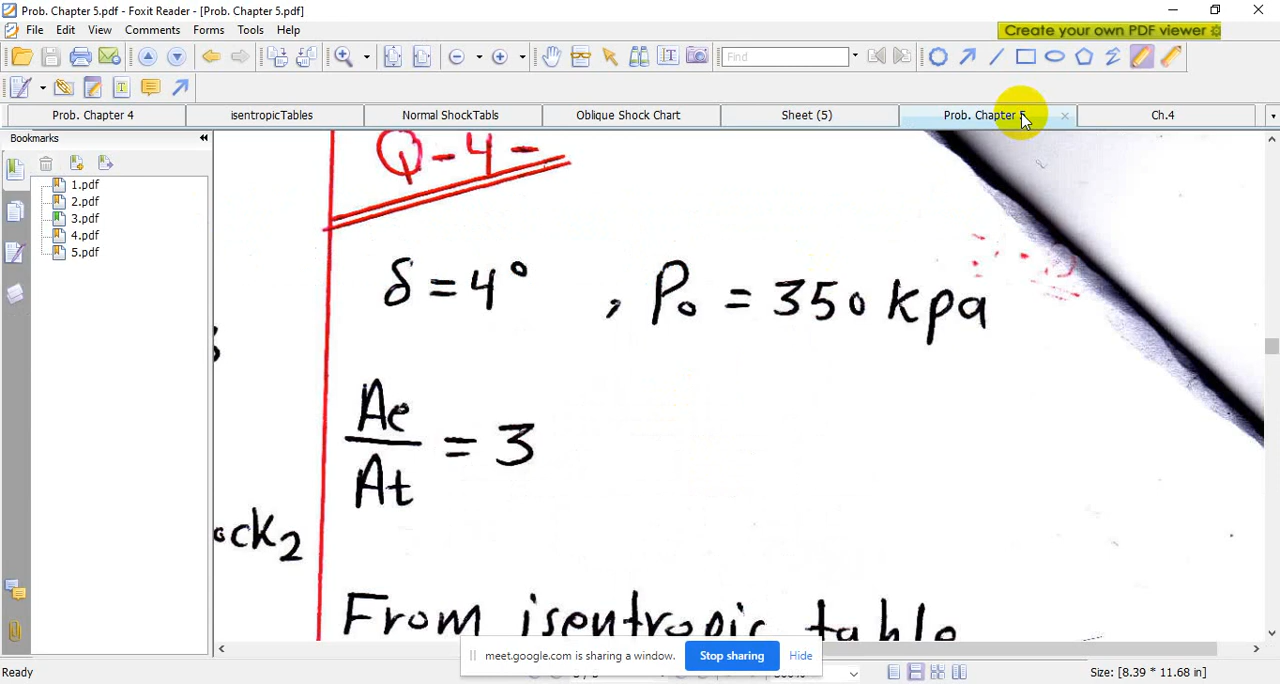 Prob. Chapter 5.pdf - Foxit Reader - [Prob. Chapter 5.pdf]
File Edit View Comments Forms Tools Help
Create your own PDF viewer
Find
Prob. Chapter 4 isentropicTables Normal ShockTabls Oblique Shock Chart Sheet (5) Prob. Chapter 5 Ch.4
Bookmarks
1.pdf
2.pdf
3.pdf
4.pdf
5.pdf
Q-4-
δ = 4° , Po = 350 kpa
Ae
At
= 3
ock2
From isentropic table
meet.google.com is sharing a window. Stop sharing Hide
Ready
Size: [8.39 * 11.68 in]